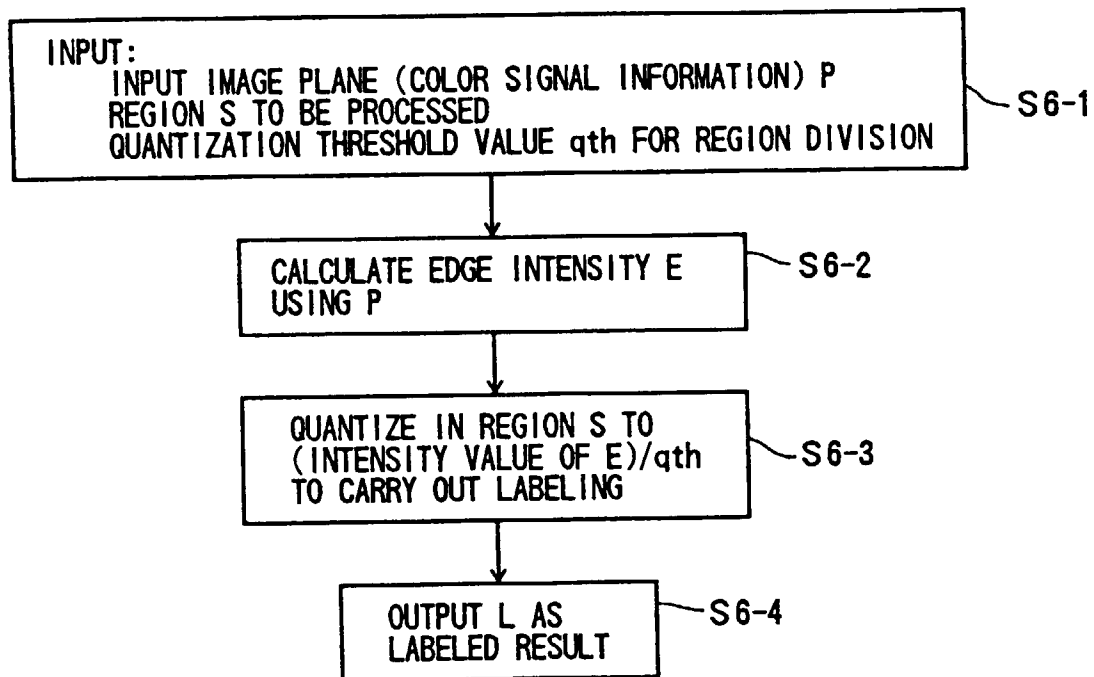 INPUT:
INPUT IMAGE PLANE (COLOR SIGNAL INFORMATION) P
REGION S TO BE PROCESSED
QUANTIZATION THRESHOLD VALUE qth FOR REGION DIVISION
S6-1
CALCULATE EDGE INTENSITY E
USING P
S6-2
QUANTIZE IN REGION S TO
(INTENSITY VALUE OF E)/qth
TO CARRY OUT LABELING
S6-3
OUTPUT L AS
LABELED RESULT
S6-4